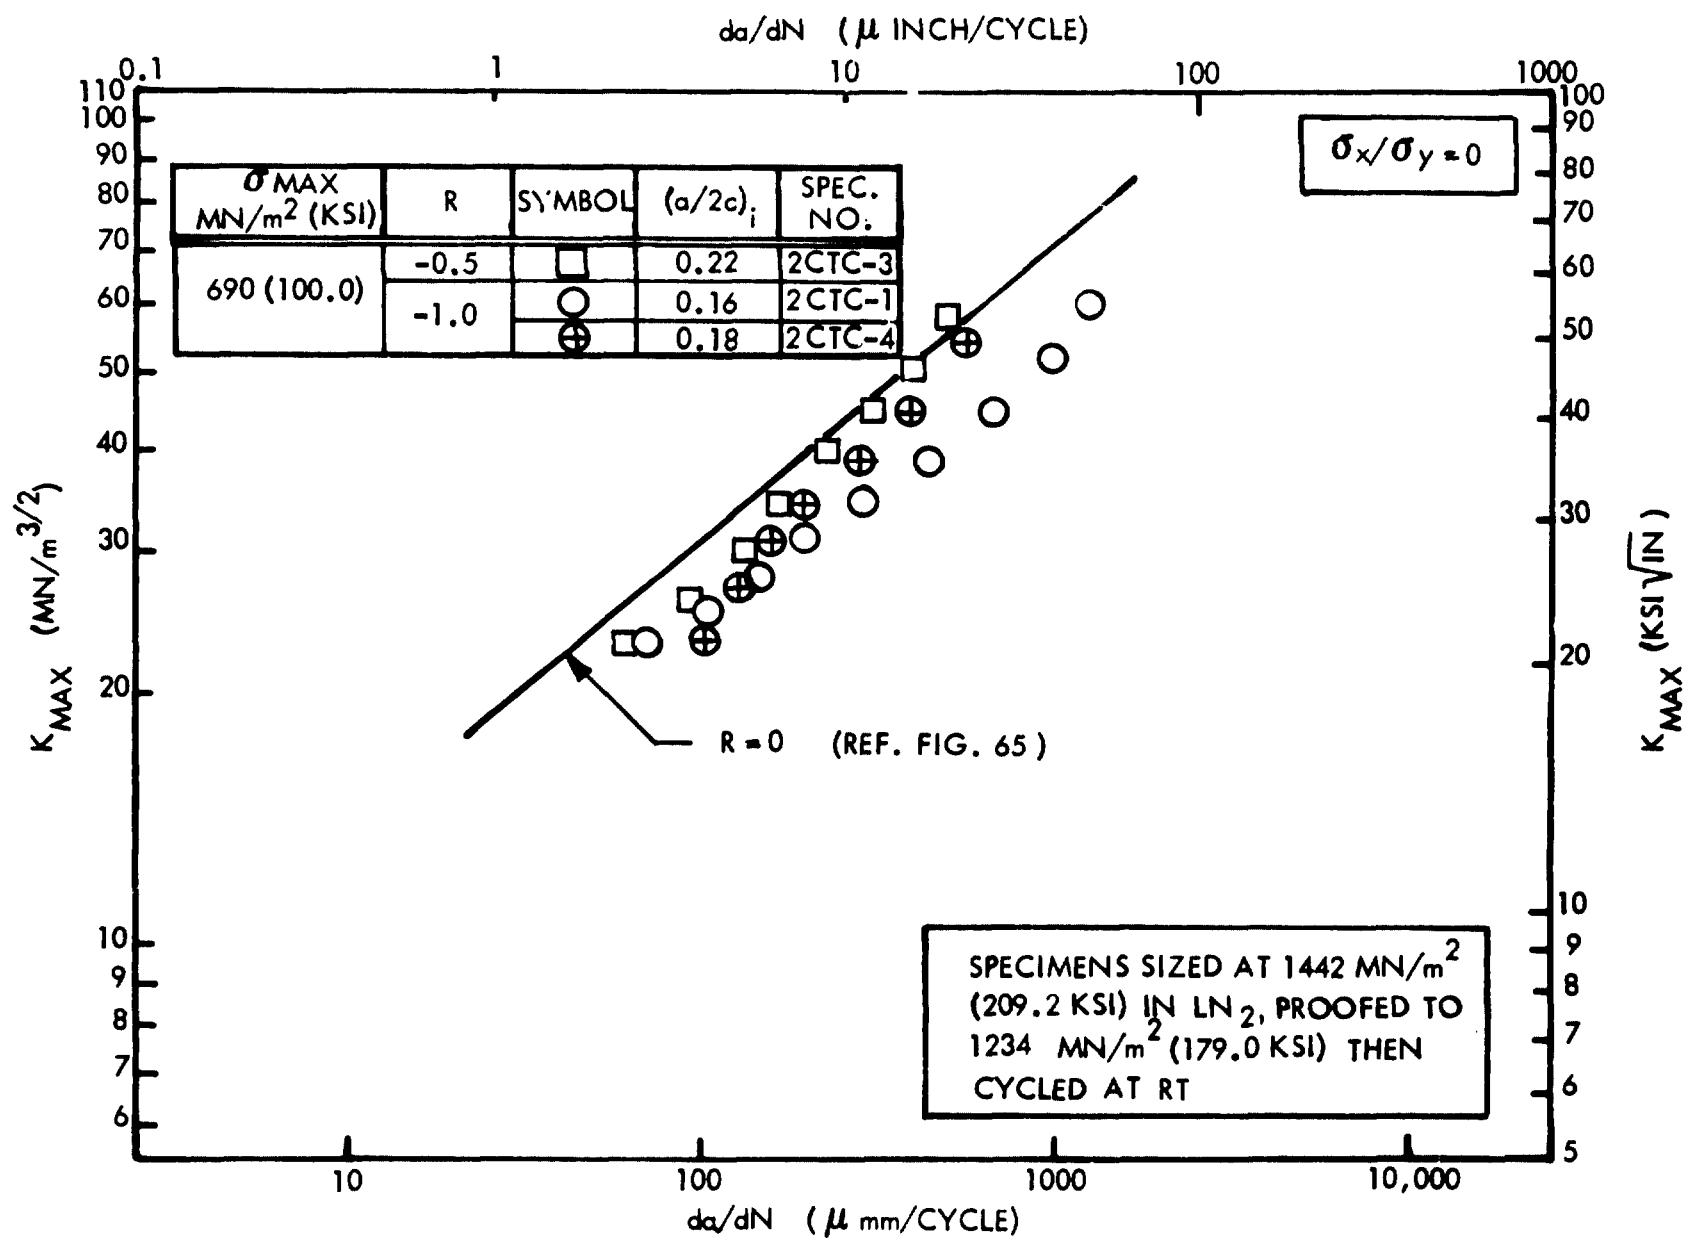 da/dN (μ INCH/CYCLE)
0.1 1 10 100 1000
110 100
100 90
90 80
80 70
70 60
60 50
50 40
40 30
30 20
20 10
10 9
9 8
8 7
7 6
6 5
σx/σy = 0
σ MAX MN/m² (KSI) R SYMBOL (a/2c)i SPEC. NO:
690 (100.0) -0.5 0.22 2CTC-3
-1.0 0.16 2CTC-1
0.18 2CTC-4
K MAX (MN/m^3/2)
K MAX (KSI √IN)
R = 0 (REF. FIG. 65)
SPECIMENS SIZED AT 1442 MN/m²
(209.2 KSI) IN LN2, PROOFED TO
1234 MN/m² (179.0 KSI) THEN
CYCLED AT RT
10 100 1000 10,000
da/dN (μ mm/CYCLE)